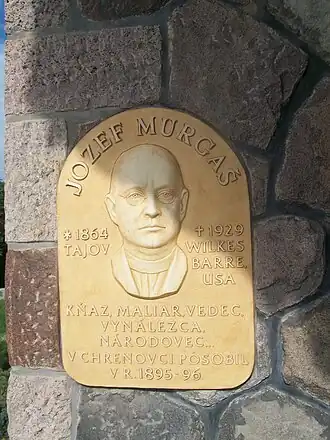 JOZEF MURGAŠ
*1864 +1929
TAJOV WILKES
BARRE,
USA
KŇAZ, MALIAR, VEDEC,
VYNÁLEZCA,
NÁRODOVEC...
V CHRENOVCI PÔSOBIL
V R. 1895-96